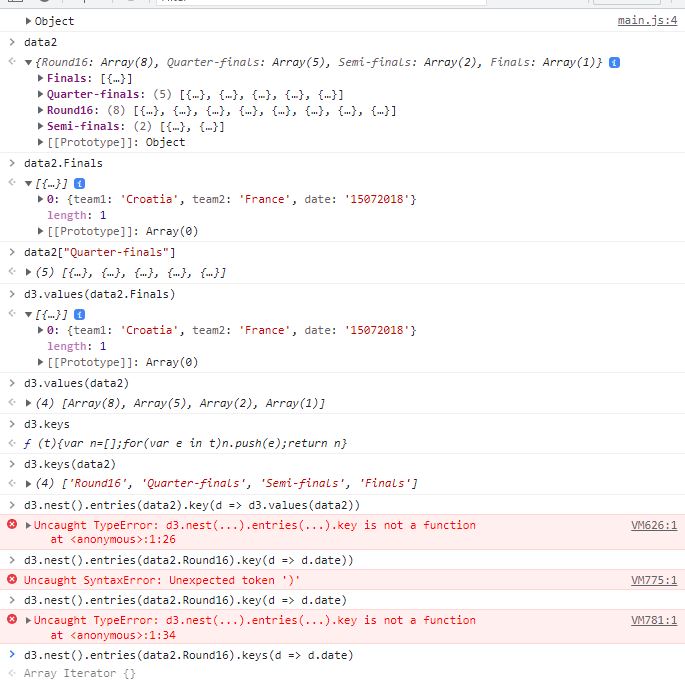 Object main.js:4
> data2
{Round16: Array(8), Quarter-finals: Array(5), Semi-finals: Array(2), Finals: Array(1)} i
Finals: [{…}]
Quarter-finals: (5) [{…}, {…}, {…}, {…}, {…}]
Round16: (8) [{…}, {…}, {…}, {…}, {…}, {…}, {…}, {…}]
Semi-finals: (2) [{…}, {…}]
[[Prototype]]: Object
> data2.Finals
[{…}] i
0: {team1: 'Croatia', team2: 'France', date: '15072018'}
length: 1
[[Prototype]]: Array(0)
> data2["Quarter-finals"]
(5) [{…}, {…}, {…}, {…}, {…}]
> d3.values(data2.Finals)
[{…}] i
0: {team1: 'Croatia', team2: 'France', date: '15072018'}
length: 1
[[Prototype]]: Array(0)
> d3.values(data2)
(4) [Array(8), Array(5), Array(2), Array(1)]
> d3.keys
ƒ (t){var n=[];for(var e in t)n.push(e);return n}
> d3.keys(data2)
(4) ['Round16', 'Quarter-finals', 'Semi-finals', 'Finals']
> d3.nest().entries(data2).key(d => d3.values(data2))
Uncaught TypeError: d3.nest(...).entries(...).key is not a function VM626:1
at <anonymous>:1:26
> d3.nest().entries(data2.Round16).key(d => d.date))
Uncaught SyntaxError: Unexpected token ')' VM775:1
> d3.nest().entries(data2.Round16).key(d => d.date)
Uncaught TypeError: d3.nest(...).entries(...).key is not a function VM781:1
at <anonymous>:1:34
> d3.nest().entries(data2.Round16).keys(d => d.date)
Array Iterator {}